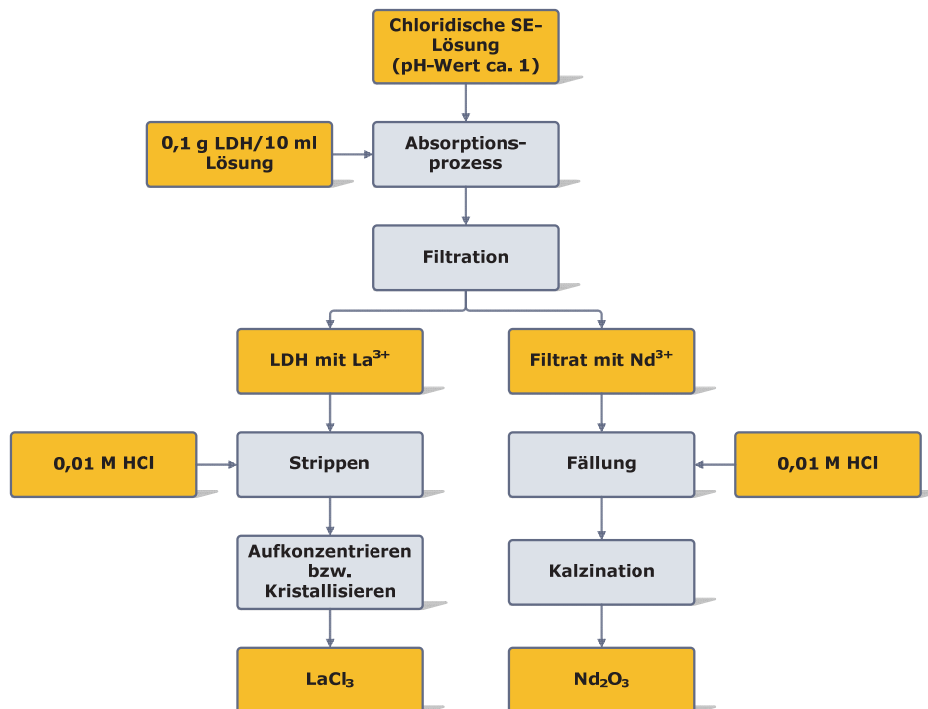 Chloridische SE-
Lösung
(pH-Wert ca. 1)
0,1 g LDH/10 ml
Lösung
Absorptions-
prozess
Filtration
LDH mit La³⁺
Filtrat mit Nd³⁺
0,01 M HCl
Strippen
Fällung
0,01 M HCl
Aufkonzentrieren
bzw.
Kristallisieren
Kalzination
LaCl₃
Nd₂O₃